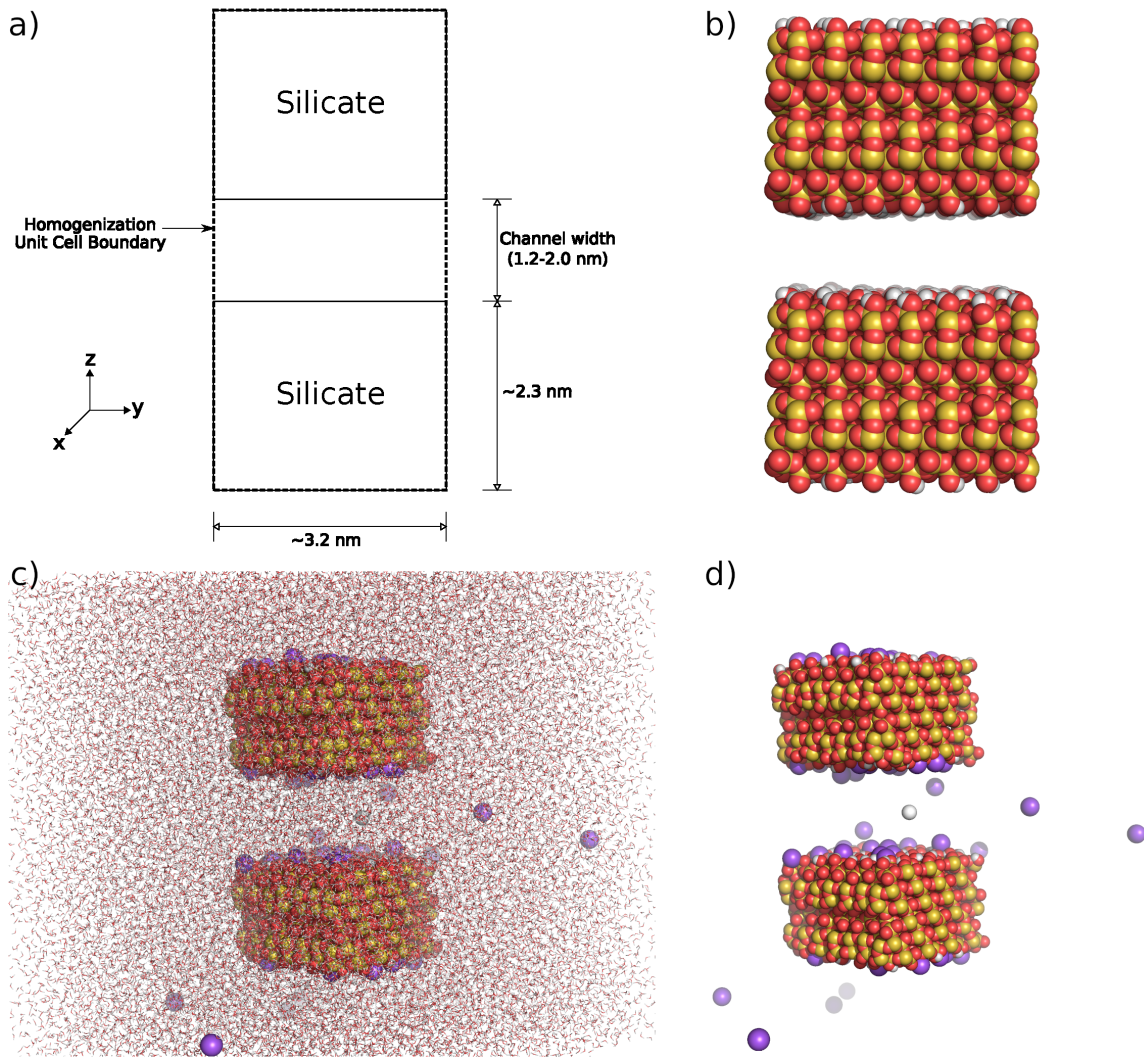 a)
Silicate
Homogenization
Unit Cell Boundary
Channel width
(1.2-2.0 nm)
Silicate
~2.3 nm
z
y
x
~3.2 nm
b)
c)
d)